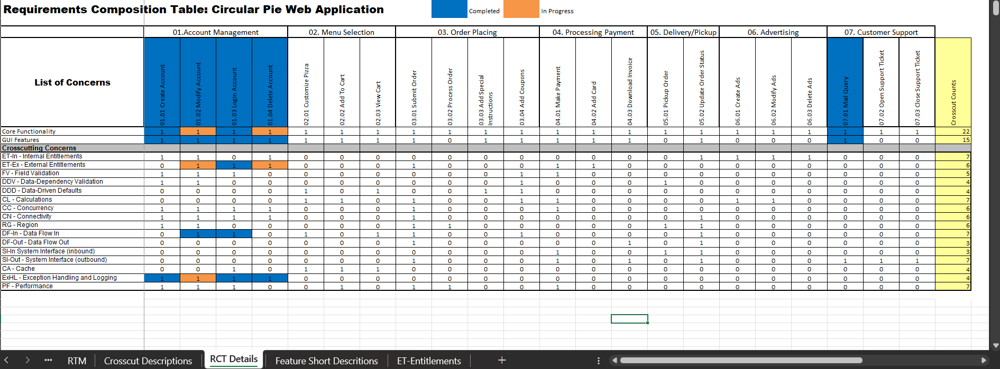 Requirements Composition Table: Circular Pie Web Application
Completed
In Progress
01.Account Management 02. Menu Selection 03. Order Placing 04. Processing Payment 05. Delivery/Pickup 06. Advertising 07. Customer Support
List of Concerns
01.01 Create Account
01.02 Modify Account
01.03 Login Account
01.04 Delete Account
02.01 Customize Pizza
02.02 Add To Cart
02.03 View Cart
03.01 Submit Order
03.02 Process Order
03.03 Add Special
Instructions
03.04 Add Coupons
04.01 Make Payment
04.02 Add Card
04.03 Download Invoice
05.01 Pickup Order
05.02 Update Order Status
06.01 Create Ads
06.02 Modify Ads
06.03 Delete Ads
07.01 Mail Query
07.02 Open Support Ticket
07.03 Close Support Ticket
Crosscut Counts
Core Functionality 1 1 1 1 1 1 1 1 1 1 1 1 1 1 1 1 1 1 1 1 1 1 22
GUI Features 1 1 1 1 1 1 1 1 0 1 1 1 1 1 0 1 0 0 0 1 0 0 15
Crosscutting Concerns
ET-In - Internal Entitlements 1 1 0 1 0 0 0 0 0 0 0 0 0 0 0 1 1 1 1 0 0 0 7
ET-Ex - External Entitlements 0 1 1 1 0 0 0 1 0 0 0 1 1 0 0 0 0 0 0 0 0 0 6
FV - Field Validation 1 1 1 0 0 0 0 0 0 0 1 1 0 0 0 0 0 0 0 0 0 0 5
DDV - Data-Dependency Validation 1 1 0 0 0 0 0 0 0 0 1 0 0 0 1 0 0 0 0 0 0 0 4
DDD - Data-Driven Defaults 0 0 0 0 1 0 1 0 0 1 1 0 0 0 0 0 0 0 0 0 0 0 4
CL - Calculations 0 0 0 0 1 1 0 1 0 0 1 1 0 0 0 0 1 1 0 0 0 0 7
CC - Concurrency 1 1 1 1 0 0 0 1 0 0 0 1 0 0 0 0 0 0 0 0 0 0 6
CN - Connectivity 1 1 1 1 0 0 0 1 0 0 0 0 0 0 0 1 0 0 0 0 0 0 6
RG - Region 1 1 0 0 0 0 0 1 1 0 0 0 0 0 1 1 0 0 0 0 0 0 6
DF-In - Data Flow In 0 1 1 0 1 0 1 1 0 0 1 0 0 0 0 1 0 0 0 0 0 0 7
DF-Out - Data Flow Out 0 0 0 0 0 0 0 1 0 0 0 0 0 1 0 1 0 0 0 0 0 0 3
SI-In System Interface (inbound) 0 0 0 0 0 0 0 0 0 0 0 1 0 0 1 1 0 0 0 0 0 0 3
SI-Out - System Interface (outbound) 0 0 0 0 0 0 0 1 0 0 0 1 0 1 0 1 0 0 0 1 1 1 7
CA - Cache 0 0 1 0 1 1 1 0 0 0 0 0 0 0 0 0 0 0 0 0 0 0 4
ExHL - Exception Handling and Logging 1 1 1 1 0 0 0 0 0 0 0 0 0 0 0 0 0 0 0 0 0 0 4
PF - Performance 1 1 1 0 0 1 0 1 1 0 0 1 0 0 0 0 0 0 0 0 0 0 7
RTM Crosscut Descriptions RCT Details Feature Short Descritions ET-Entitlements